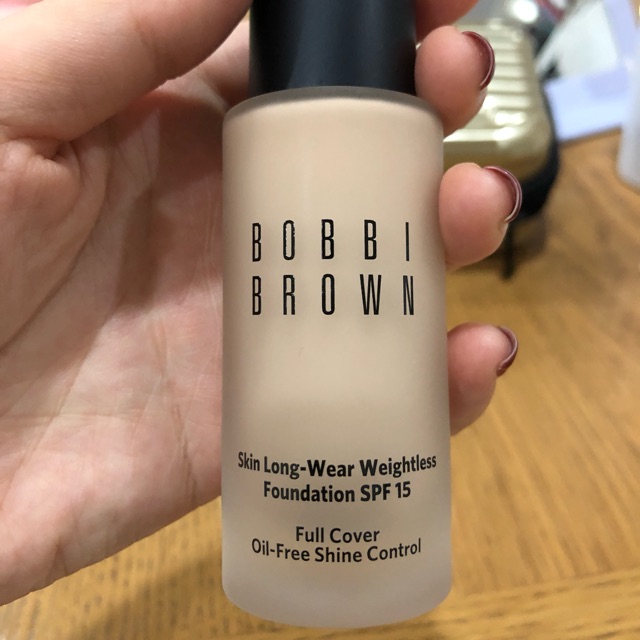 BOBBI
BROWN
Skin Long-Wear Weightless
Foundation SPF 15
Full Cover
Oil-Free Shine Control